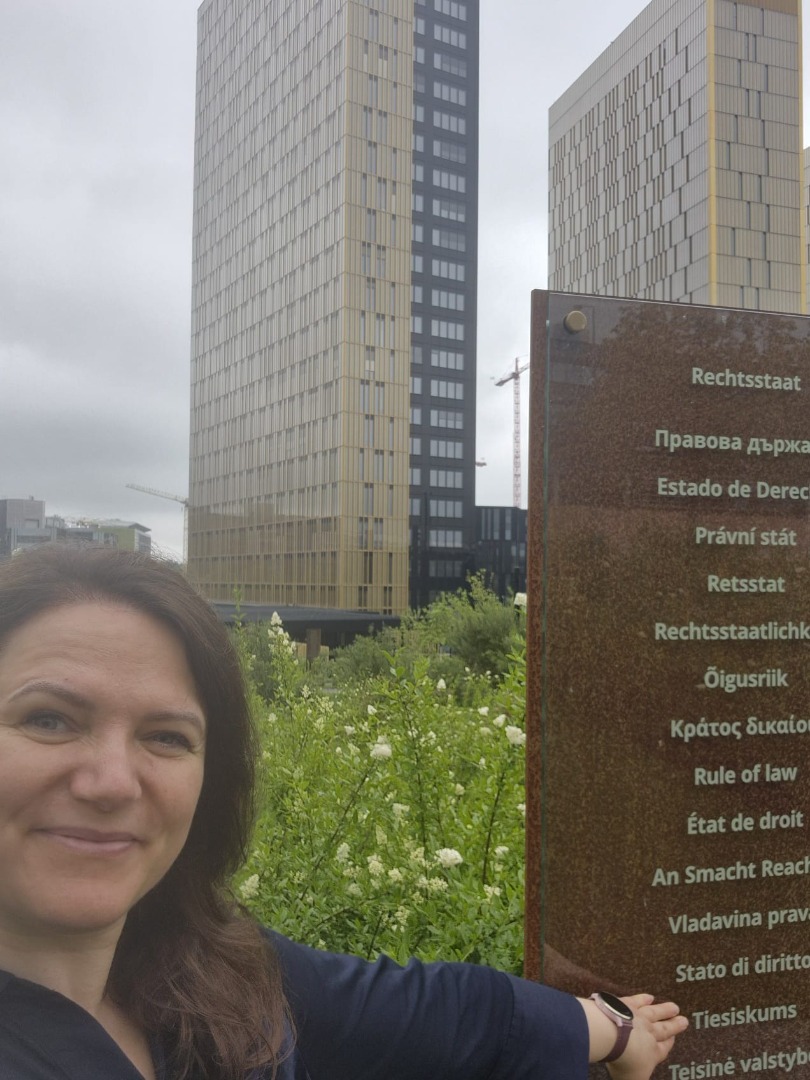 Rechtsstaat
Правова държа
Estado de Derec
Právní stát
Retsstat
Rechtsstaatlichk
Õigusriik
Κράτος δικαίου
Rule of law
État de droit
An Smacht Reach
Vladavina prava
Stato di diritto
Tiesiskums
Teisinė valstyb